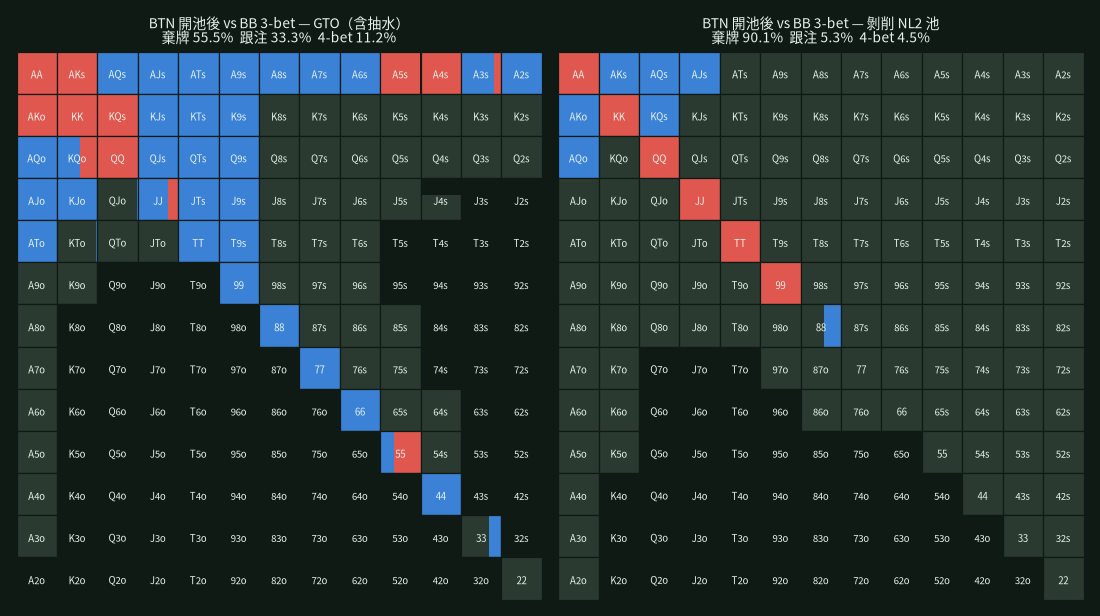 BTN 開池後 vs BB 3-bet — GTO（含抽水）
棄牌 55.5% 跟注 33.3% 4-bet 11.2%
AA AKs AQs AJs ATs A9s A8s A7s A6s A5s A4s A3s A2s
AKo KK KQs KJs KTs K9s K8s K7s K6s K5s K4s K3s K2s
AQo KQo QQ QJs QTs Q9s Q8s Q7s Q6s Q5s Q4s Q3s Q2s
AJo KJo QJo JJ JTs J9s J8s J7s J6s J5s J4s J3s J2s
ATo KTo QTo JTo TT T9s T8s T7s T6s T5s T4s T3s T2s
A9o K9o Q9o J9o T9o 99 98s 97s 96s 95s 94s 93s 92s
A8o K8o Q8o J8o T8o 98o 88 87s 86s 85s 84s 83s 82s
A7o K7o Q7o J7o T7o 97o 87o 77 76s 75s 74s 73s 72s
A6o K6o Q6o J6o T6o 96o 86o 76o 66 65s 64s 63s 62s
A5o K5o Q5o J5o T5o 95o 85o 75o 65o 55 54s 53s 52s
A4o K4o Q4o J4o T4o 94o 84o 74o 64o 54o 44 43s 42s
A3o K3o Q3o J3o T3o 93o 83o 73o 63o 53o 43o 33 32s
A2o K2o Q2o J2o T2o 92o 82o 72o 62o 52o 42o 32o 22
BTN 開池後 vs BB 3-bet — 剝削 NL2 池
棄牌 90.1% 跟注 5.3% 4-bet 4.5%
AA AKs AQs AJs ATs A9s A8s A7s A6s A5s A4s A3s A2s
AKo KK KQs KJs KTs K9s K8s K7s K6s K5s K4s K3s K2s
AQo KQo QQ QJs QTs Q9s Q8s Q7s Q6s Q5s Q4s Q3s Q2s
AJo KJo QJo JJ JTs J9s J8s J7s J6s J5s J4s J3s J2s
ATo KTo QTo JTo TT T9s T8s T7s T6s T5s T4s T3s T2s
A9o K9o Q9o J9o T9o 99 98s 97s 96s 95s 94s 93s 92s
A8o K8o Q8o J8o T8o 98o 88 87s 86s 85s 84s 83s 82s
A7o K7o Q7o J7o T7o 97o 87o 77 76s 75s 74s 73s 72s
A6o K6o Q6o J6o T6o 96o 86o 76o 66 65s 64s 63s 62s
A5o K5o Q5o J5o T5o 95o 85o 75o 65o 55 54s 53s 52s
A4o K4o Q4o J4o T4o 94o 84o 74o 64o 54o 44 43s 42s
A3o K3o Q3o J3o T3o 93o 83o 73o 63o 53o 43o 33 32s
A2o K2o Q2o J2o T2o 92o 82o 72o 62o 52o 42o 32o 22